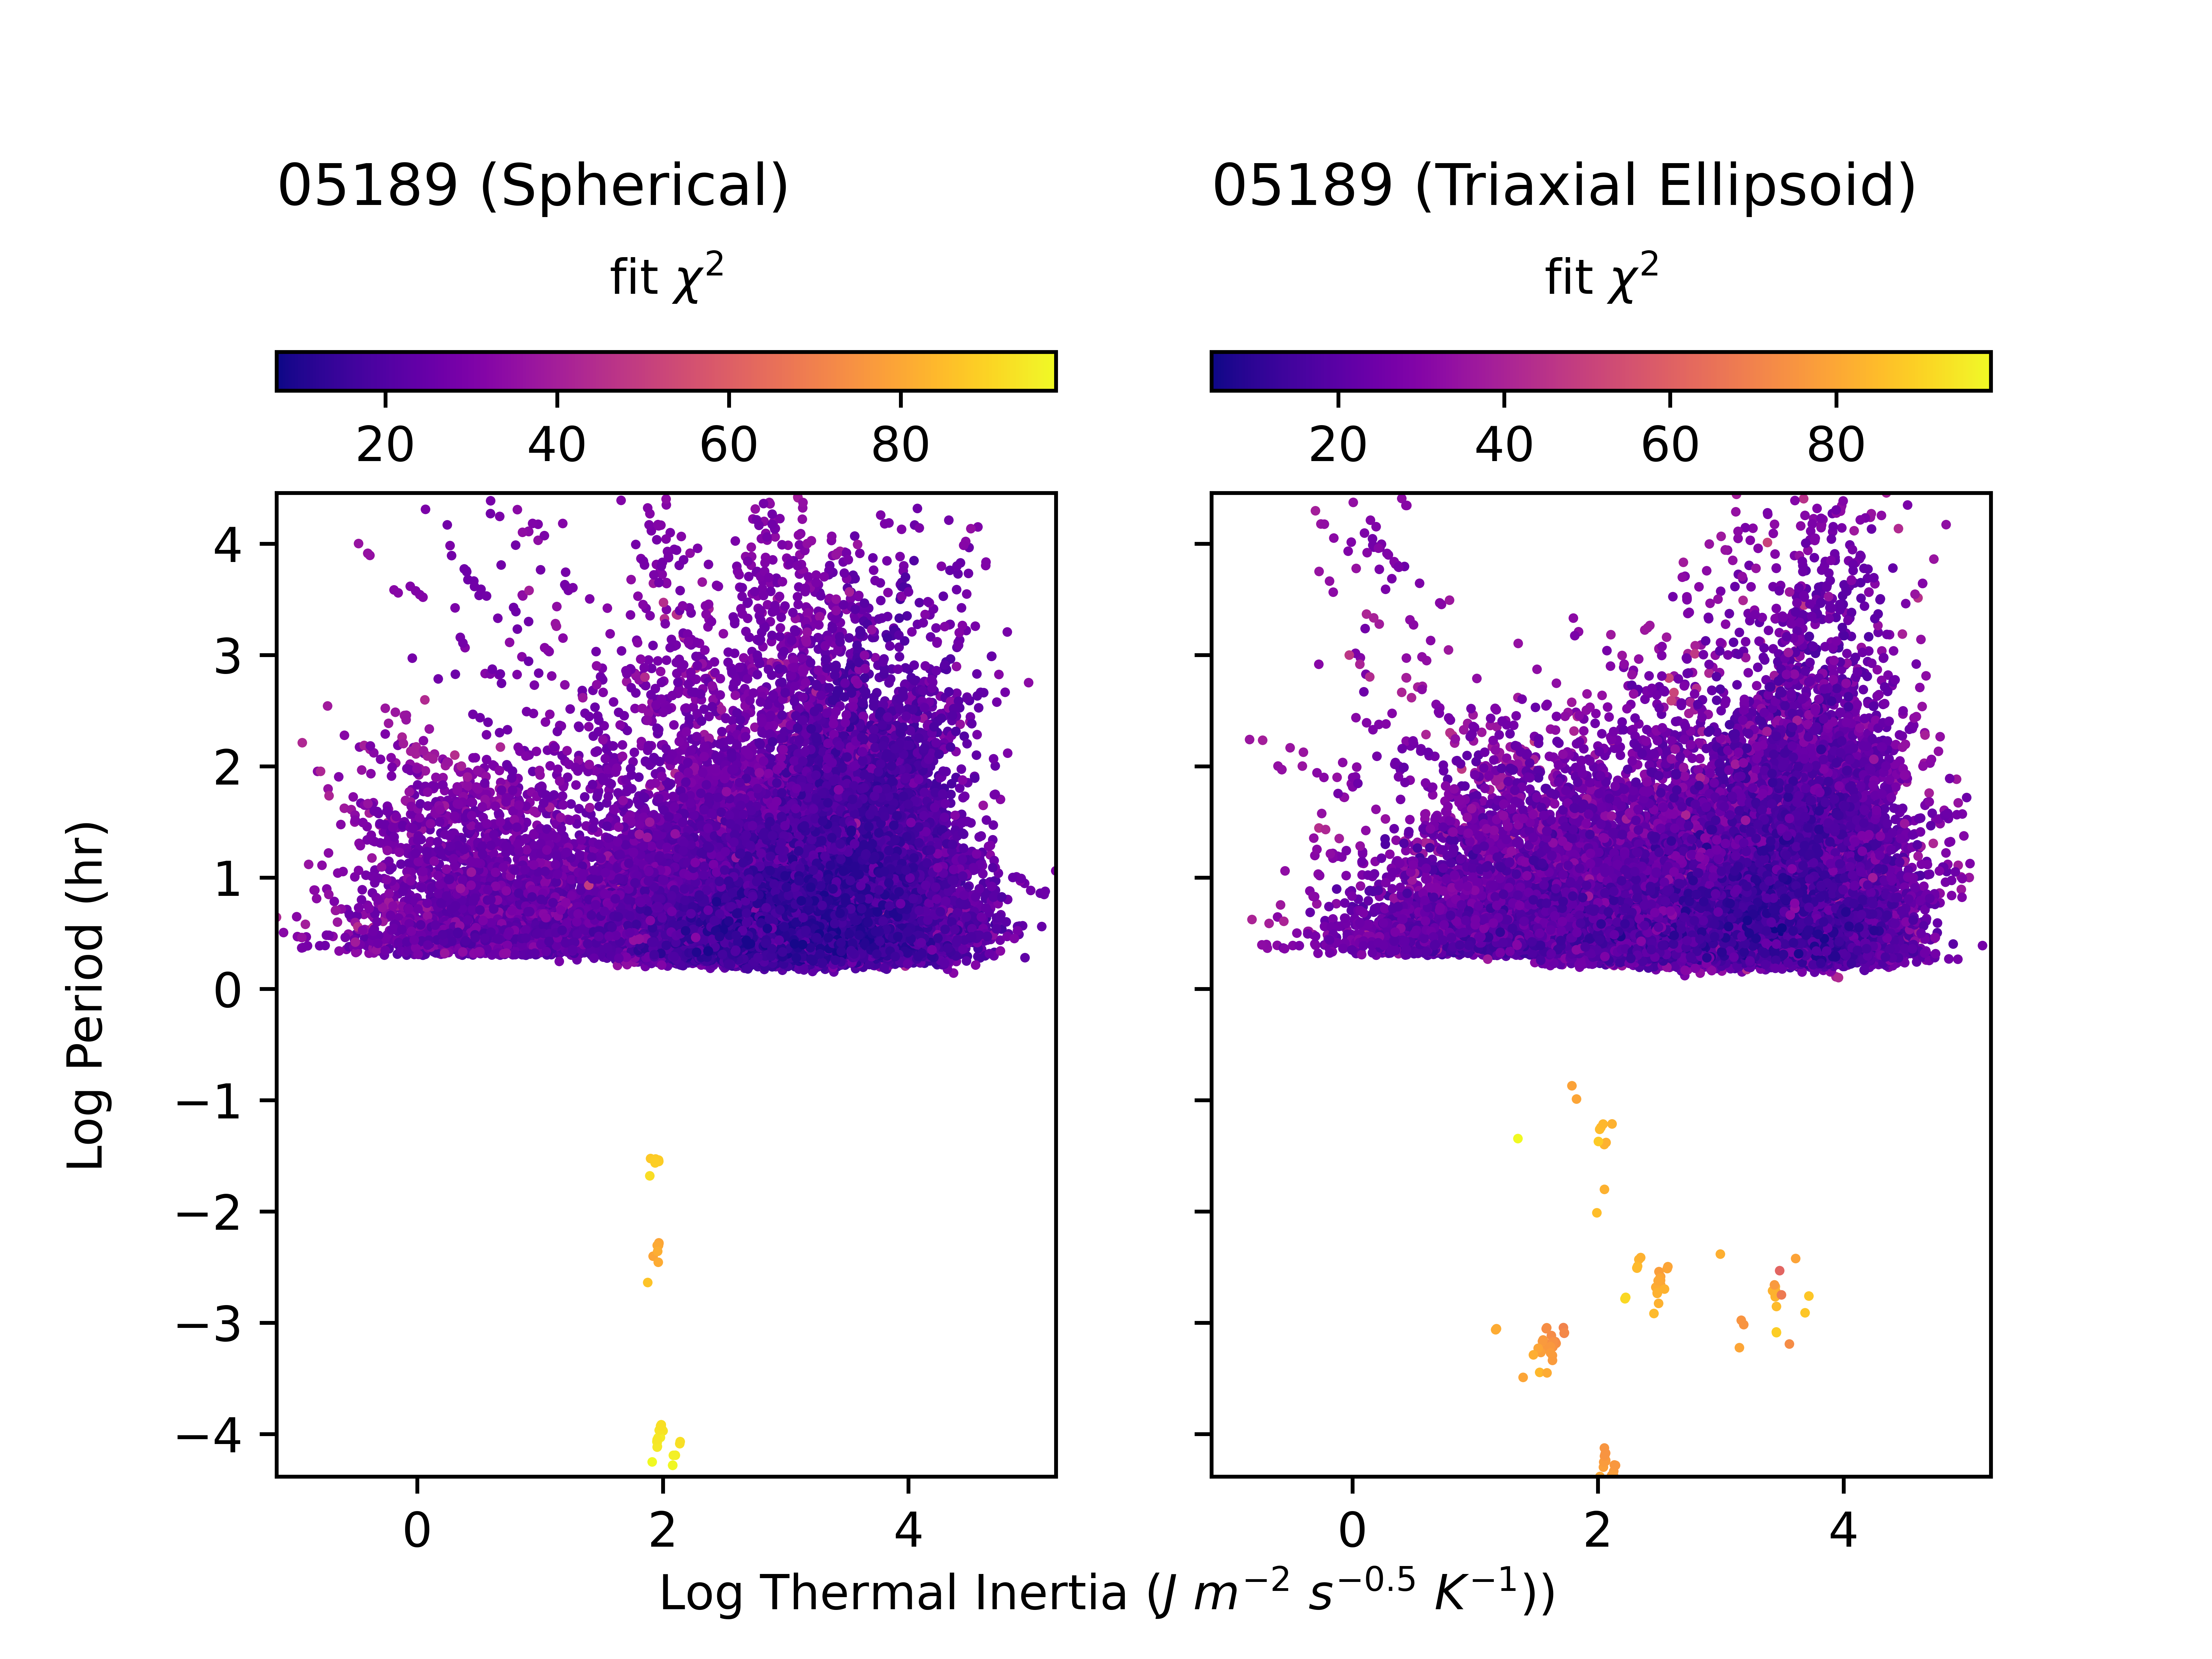 05189 (Spherical)
05189 (Triaxial Ellipsoid)
fit χ²
fit χ²
20 40 60 80
20 40 60 80
4
3
2
1
0
−1
−2
−3
−4
Log Period (hr)
0 2 4
0 2 4
Log Thermal Inertia (J m⁻² s⁻⁰·⁵ K⁻¹))